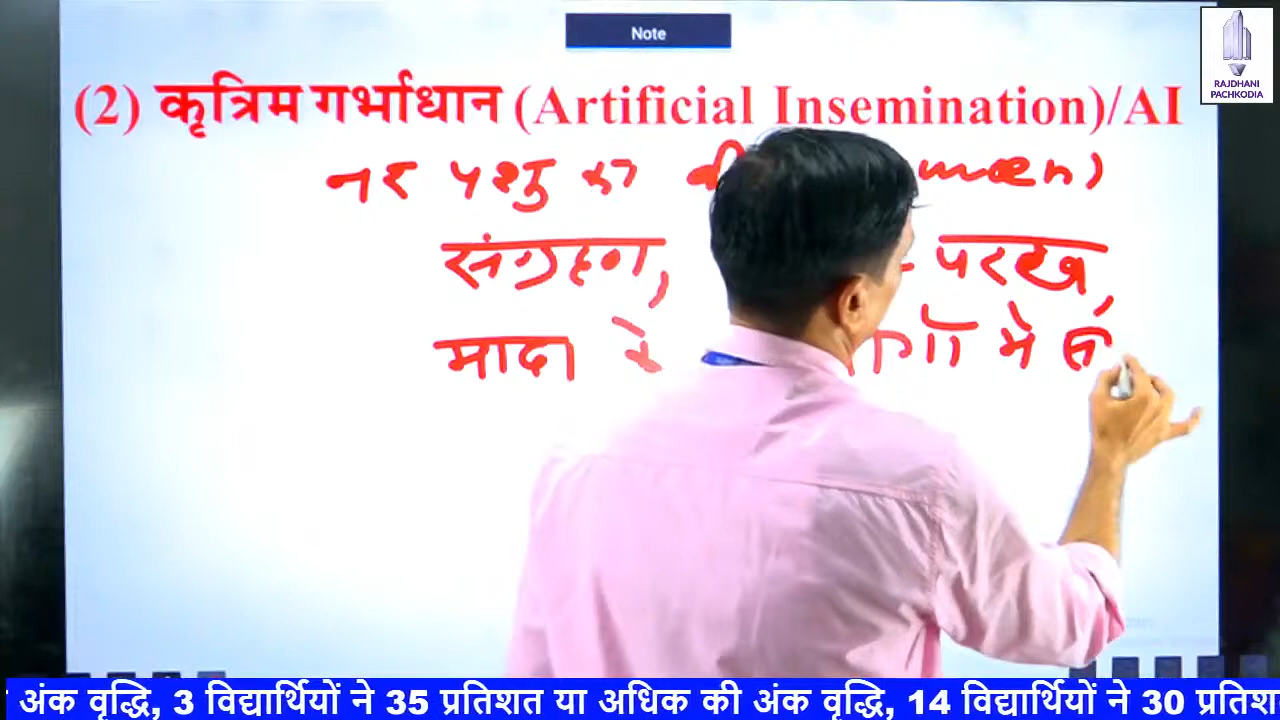 Note
RAJDHANI
PACHKODIA
(2) कृत्रिम गर्भाधान (Artificial Insemination)/AI
नर पशु का
संग्रहण, परख,
मादा के में
अंक वृद्धि, 3 विद्यार्थियों ने 35 प्रतिशत या अधिक की अंक वृद्धि, 14 विद्यार्थियों ने 30 प्रतिश